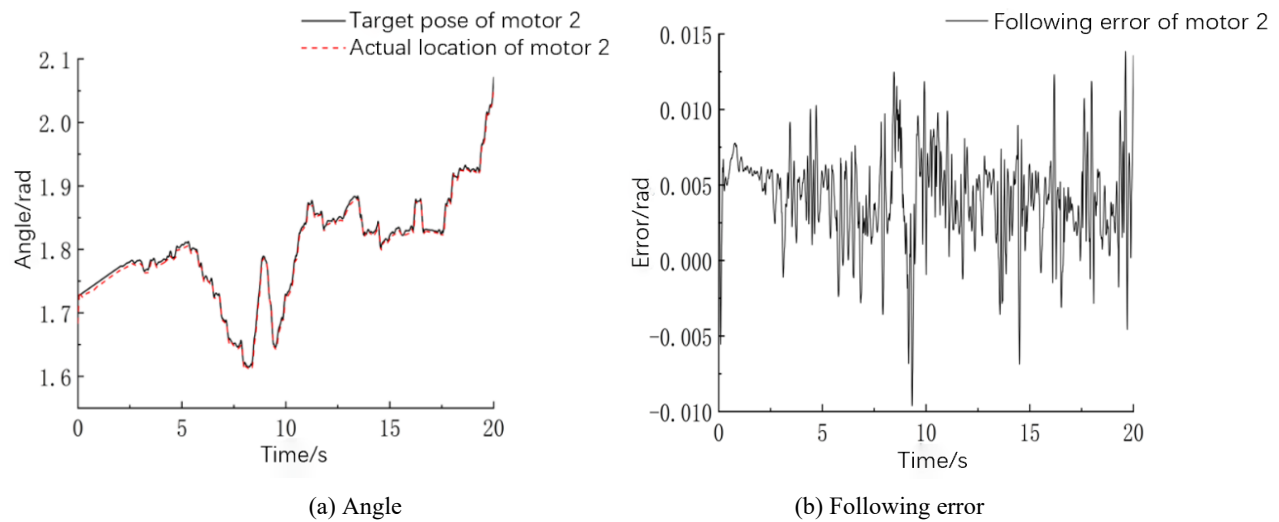 Target pose of motor 2
Actual location of motor 2
2.1
2.0
1.9
1.8
1.7
1.6
Angle/rad
0 5 10 15 20
Time/s
(a) Angle
Following error of motor 2
0.015
0.010
0.005
0.000
-0.005
-0.010
Error/rad
0 5 10 15 20
Time/s
(b) Following error